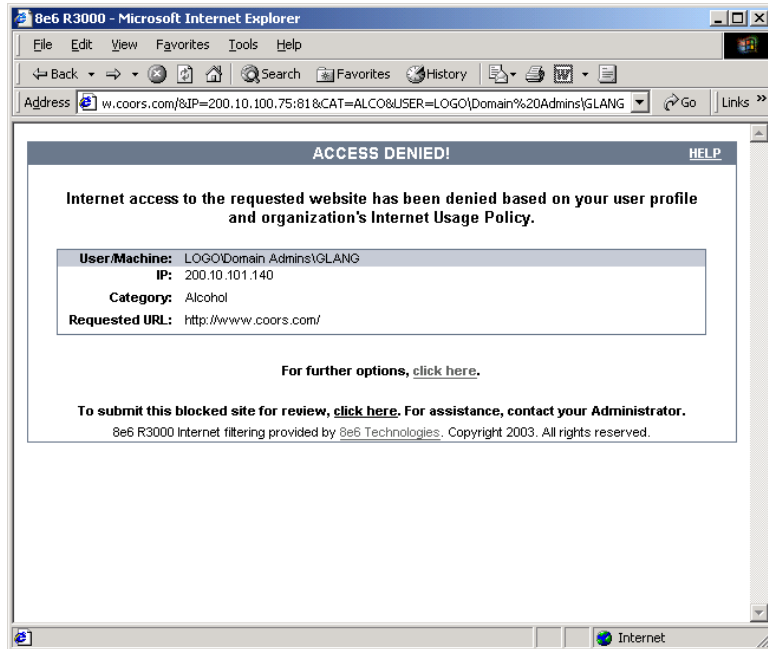 8e6 R3000 - Microsoft Internet Explorer
File Edit View Favorites Tools Help
Back Search Favorites History
Address w.coors.com/&IP=200.10.100.75:81&CAT=ALCO&USER=LOGO\Domain%20Admins\GLANG Go Links »
ACCESS DENIED! HELP
Internet access to the requested website has been denied based on your user profile
and organization's Internet Usage Policy.
User/Machine: LOGO\Domain Admins\GLANG
IP: 200.10.101.140
Category: Alcohol
Requested URL: http://www.coors.com/
For further options, click here.
To submit this blocked site for review, click here. For assistance, contact your Administrator.
8e6 R3000 Internet filtering provided by 8e6 Technologies. Copyright 2003. All rights reserved.
Internet